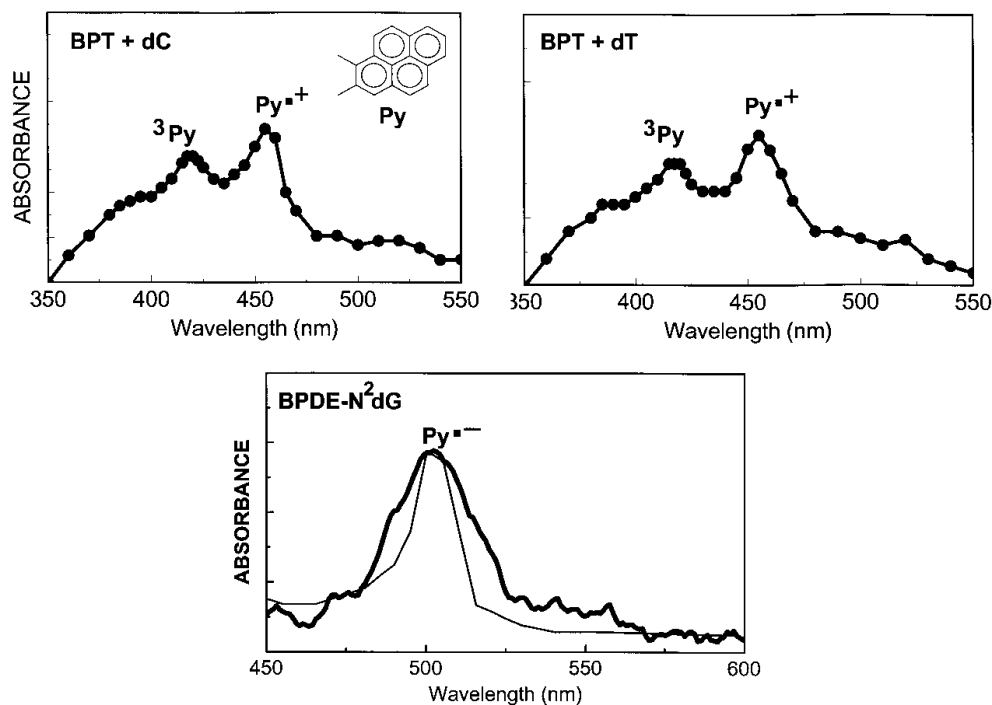 BPT + dC
Py
Py▪+
³Py
ABSORBANCE
350 400 450 500 550
Wavelength (nm)
BPT + dT
Py▪+
³Py
350 400 450 500 550
Wavelength (nm)
BPDE-N²dG
Py▪—
ABSORBANCE
450 500 550 600
Wavelength (nm)